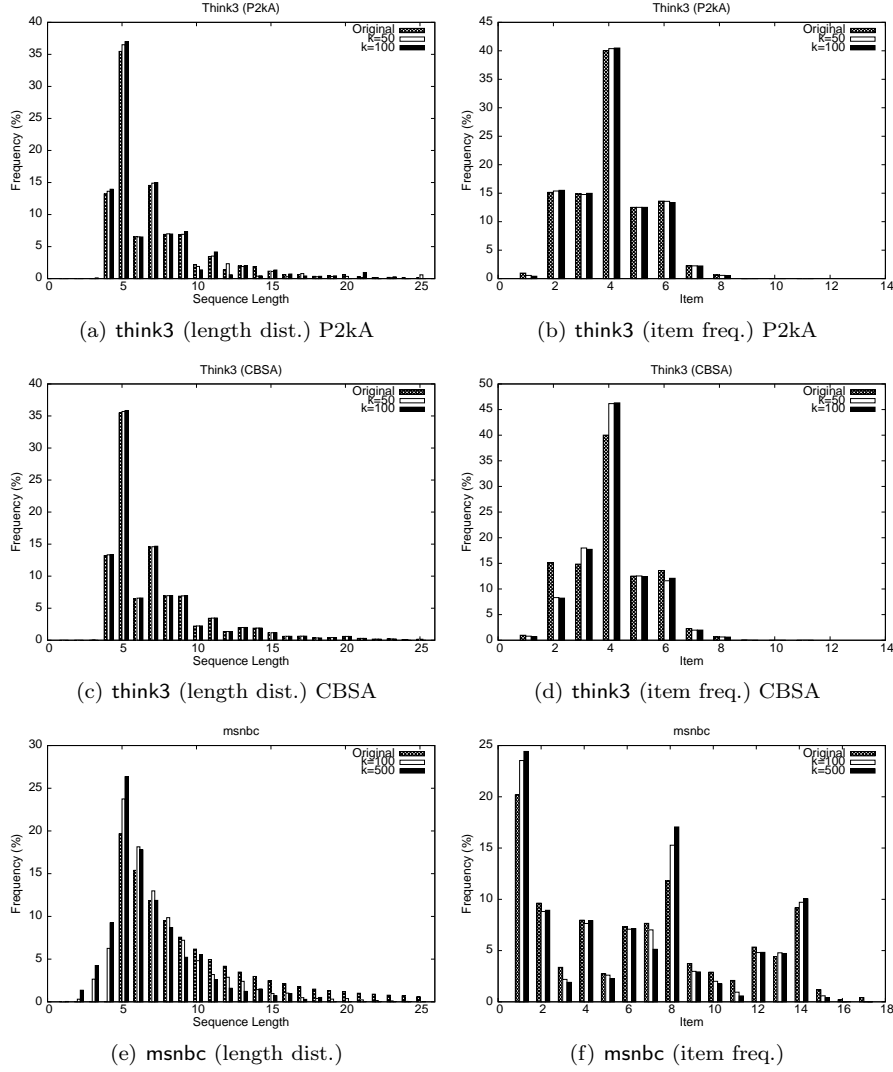 Think3 (P2kA)
Frequency (%)
40
35
30
25
20
15
10
5
0
Original
k=50
k=100
0 5 10 15 20 25
Sequence Length
(a) think3 (length dist.) P2kA
Think3 (P2kA)
Frequency (%)
45
40
35
30
25
20
15
10
5
0
Original
k=50
k=100
0 2 4 6 8 10 12 14
Item
(b) think3 (item freq.) P2kA
Think3 (CBSA)
Frequency (%)
40
35
30
25
20
15
10
5
0
Original
k=50
k=100
0 5 10 15 20 25
Sequence Length
(c) think3 (length dist.) CBSA
Think3 (CBSA)
Frequency (%)
50
45
40
35
30
25
20
15
10
5
0
Original
k=50
k=100
0 2 4 6 8 10 12 14
Item
(d) think3 (item freq.) CBSA
msnbc
Frequency (%)
30
25
20
15
10
5
0
Original
k=100
k=500
0 5 10 15 20 25
Sequence Length
(e) msnbc (length dist.)
msnbc
Frequency (%)
25
20
15
10
5
0
Original
k=100
k=500
0 2 4 6 8 10 12 14 16 18
Item
(f) msnbc (item freq.)